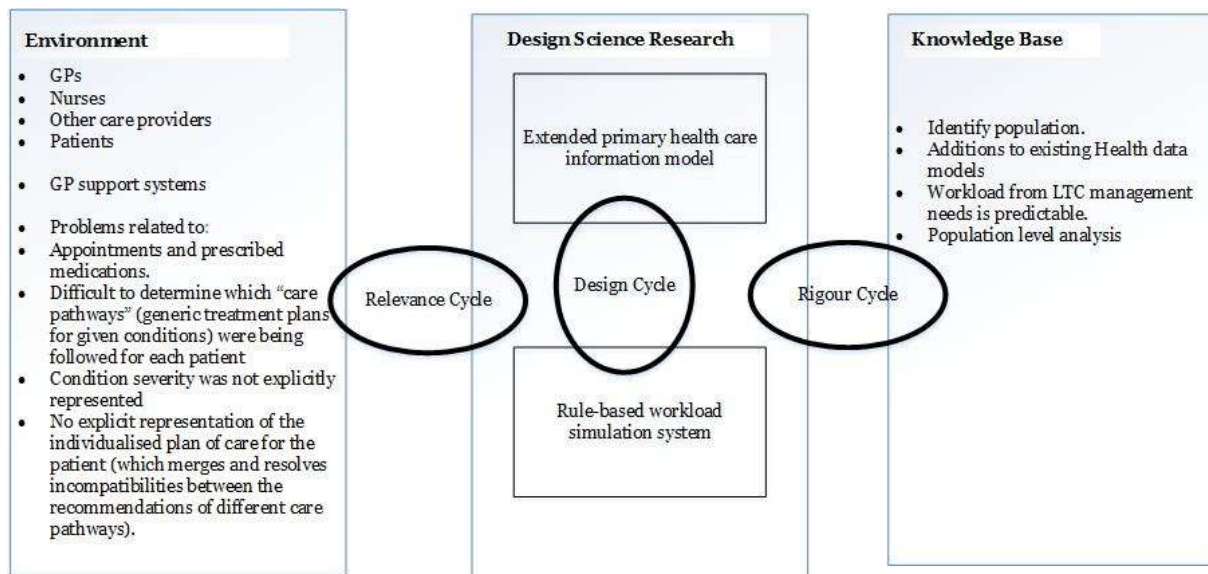 Environment
• GPs
• Nurses
• Other care providers
• Patients
• GP support systems
• Problems related to:
• Appointments and prescribed
medications.
• Difficult to determine which “care
pathways” (generic treatment plans
for given conditions) were being
followed for each patient
• Condition severity was not explicitly
represented
• No explicit representation of the
individualised plan of care for the
patient (which merges and resolves
incompatibilities between the
recommendations of different care
pathways).
Relevance Cycle
Design Science Research
Extended primary health care
information model
Design Cycle
Rule-based workload
simulation system
Rigour Cycle
Knowledge Base
• Identify population.
• Additions to existing Health data
models
• Workload from LTC management
needs is predictable.
• Population level analysis